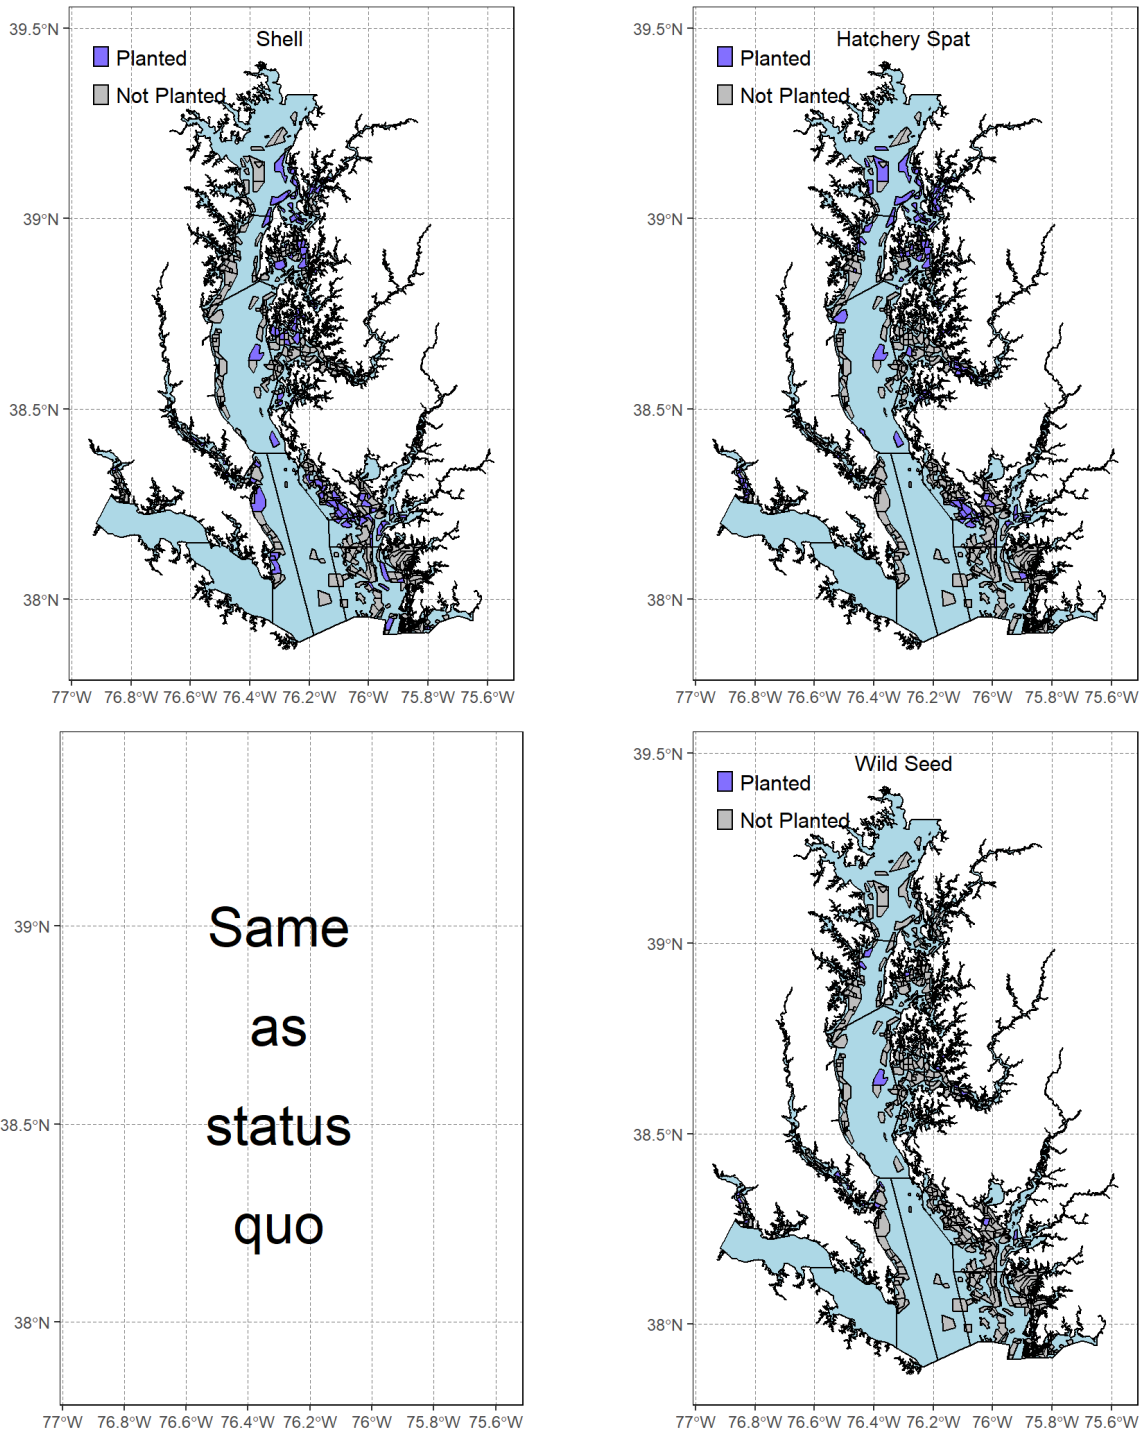 Shell
Planted
Not Planted
39.5°N
39°N
38.5°N
38°N
77°W 76.8°W 76.6°W 76.4°W 76.2°W 76°W 75.8°W 75.6°W
Hatchery Spat
Planted
Not Planted
39.5°N
39°N
38.5°N
38°N
77°W 76.8°W 76.6°W 76.4°W 76.2°W 76°W 75.8°W 75.6°W
Same
as
status
quo
39°N
38.5°N
38°N
77°W 76.8°W 76.6°W 76.4°W 76.2°W 76°W 75.8°W 75.6°W
Wild Seed
Planted
Not Planted
39.5°N
39°N
38.5°N
38°N
77°W 76.8°W 76.6°W 76.4°W 76.2°W 76°W 75.8°W 75.6°W